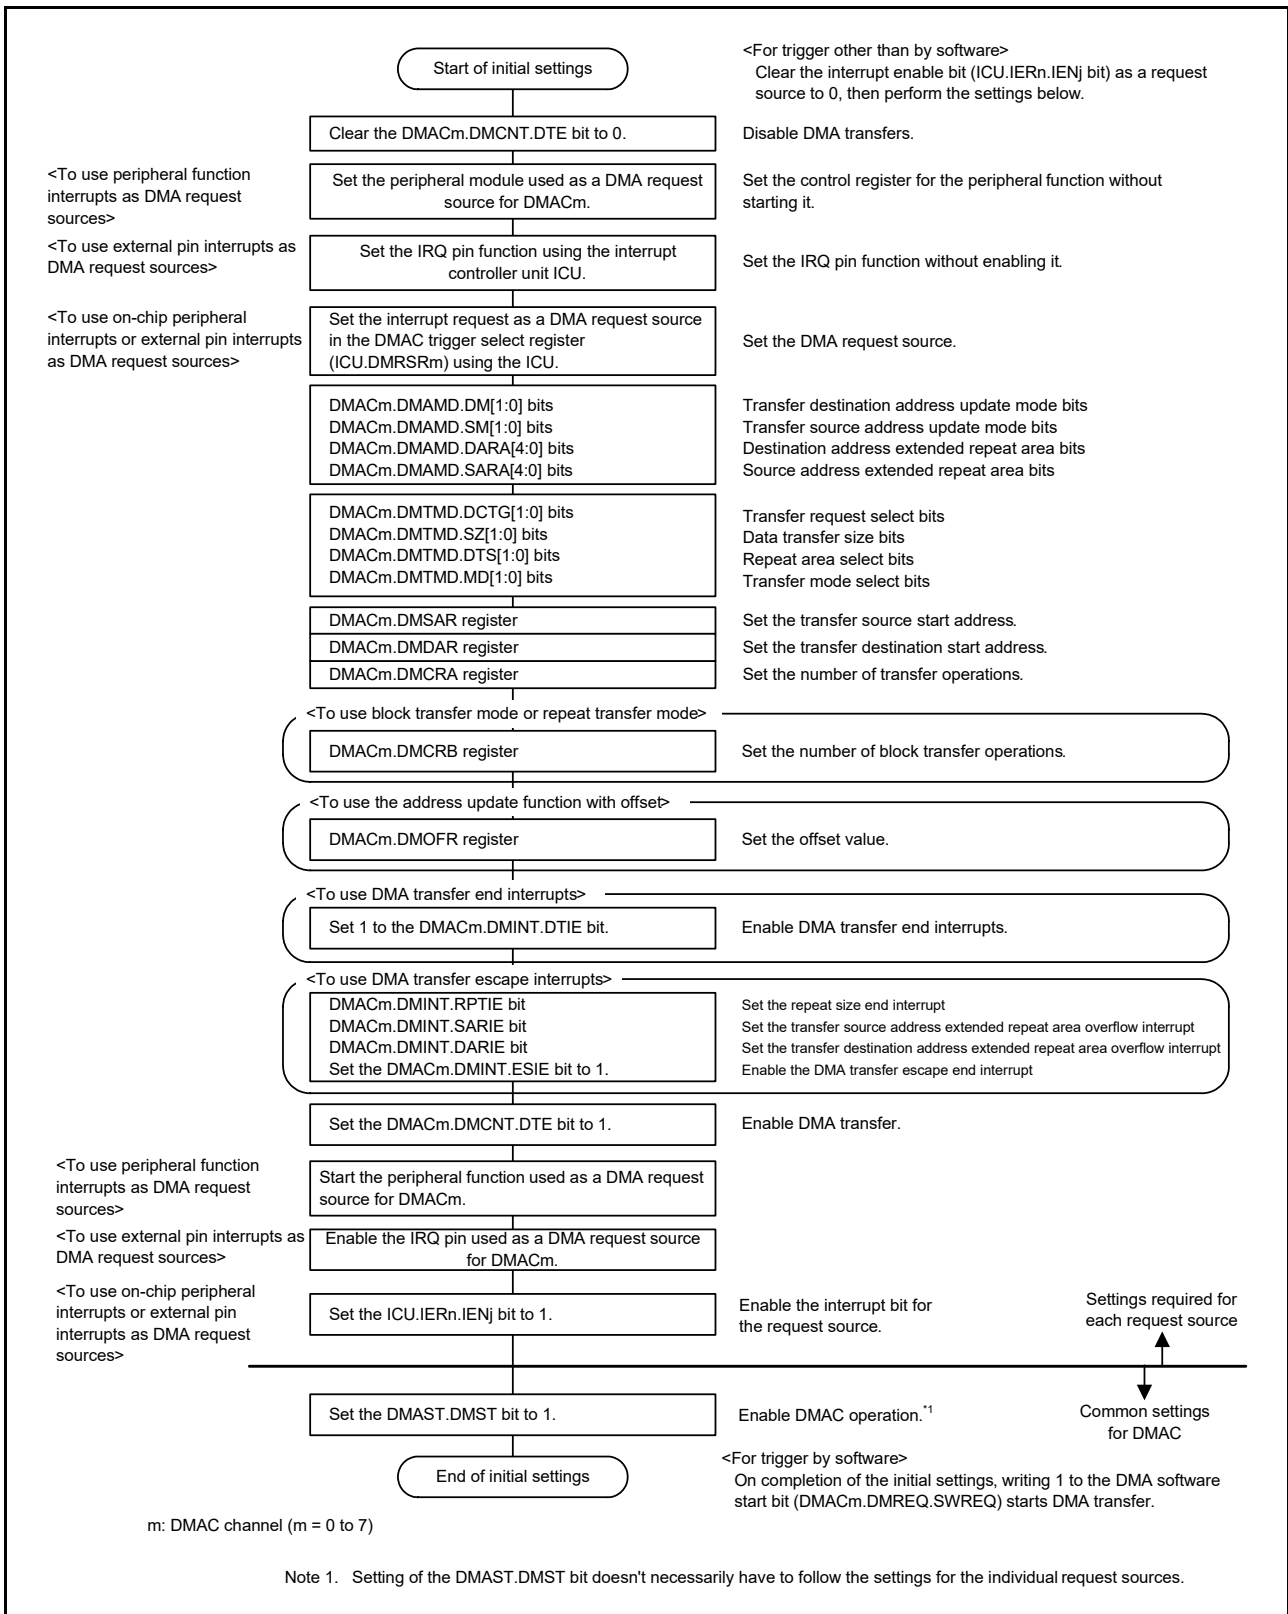 Start of initial settings
<For trigger other than by software>
Clear the interrupt enable bit (ICU.IERn.IENj bit) as a request
source to 0, then perform the settings below.
Clear the DMACm.DMCNT.DTE bit to 0.
Disable DMA transfers.
<To use peripheral function
interrupts as DMA request
sources>
Set the peripheral module used as a DMA request
source for DMACm.
Set the control register for the peripheral function without
starting it.
<To use external pin interrupts as
DMA request sources>
Set the IRQ pin function using the interrupt
controller unit ICU.
Set the IRQ pin function without enabling it.
<To use on-chip peripheral
interrupts or external pin interrupts
as DMA request sources>
Set the interrupt request as a DMA request source
in the DMAC trigger select register
(ICU.DMRSRm) using the ICU.
Set the DMA request source.
DMACm.DMAMD.DM[1:0] bits
Transfer destination address update mode bits
DMACm.DMAMD.SM[1:0] bits
Transfer source address update mode bits
DMACm.DMAMD.DARA[4:0] bits
Destination address extended repeat area bits
DMACm.DMAMD.SARA[4:0] bits
Source address extended repeat area bits
DMACm.DMTMD.DCTG[1:0] bits
Transfer request select bits
DMACm.DMTMD.SZ[1:0] bits
Data transfer size bits
DMACm.DMTMD.DTS[1:0] bits
Repeat area select bits
DMACm.DMTMD.MD[1:0] bits
Transfer mode select bits
DMACm.DMSAR register
Set the transfer source start address.
DMACm.DMDAR register
Set the transfer destination start address.
DMACm.DMCRA register
Set the number of transfer operations.
<To use block transfer mode or repeat transfer mode>
DMACm.DMCRB register
Set the number of block transfer operations.
<To use the address update function with offset>
DMACm.DMOFR register
Set the offset value.
<To use DMA transfer end interrupts>
Set 1 to the DMACm.DMINT.DTIE bit.
Enable DMA transfer end interrupts.
<To use DMA transfer escape interrupts>
DMACm.DMINT.RPTIE bit
Set the repeat size end interrupt
DMACm.DMINT.SARIE bit
Set the transfer source address extended repeat area overflow interrupt
DMACm.DMINT.DARIE bit
Set the transfer destination address extended repeat area overflow interrupt
Set the DMACm.DMINT.ESIE bit to 1.
Enable the DMA transfer escape end interrupt
Set the DMACm.DMCNT.DTE bit to 1.
Enable DMA transfer.
<To use peripheral function
interrupts as DMA request
sources>
Start the peripheral function used as a DMA request
source for DMACm.
<To use external pin interrupts as
DMA request sources>
Enable the IRQ pin used as a DMA request source
for DMACm.
<To use on-chip peripheral
interrupts or external pin
interrupts as DMA request
sources>
Set the ICU.IERn.IENj bit to 1.
Enable the interrupt bit for
the request source.
Settings required for
each request source
Set the DMAST.DMST bit to 1.
Enable DMAC operation.*1
Common settings
for DMAC
End of initial settings
<For trigger by software>
On completion of the initial settings, writing 1 to the DMA software
start bit (DMACm.DMREQ.SWREQ) starts DMA transfer.
m: DMAC channel (m = 0 to 7)
Note 1. Setting of the DMAST.DMST bit doesn't necessarily have to follow the settings for the individual request sources.